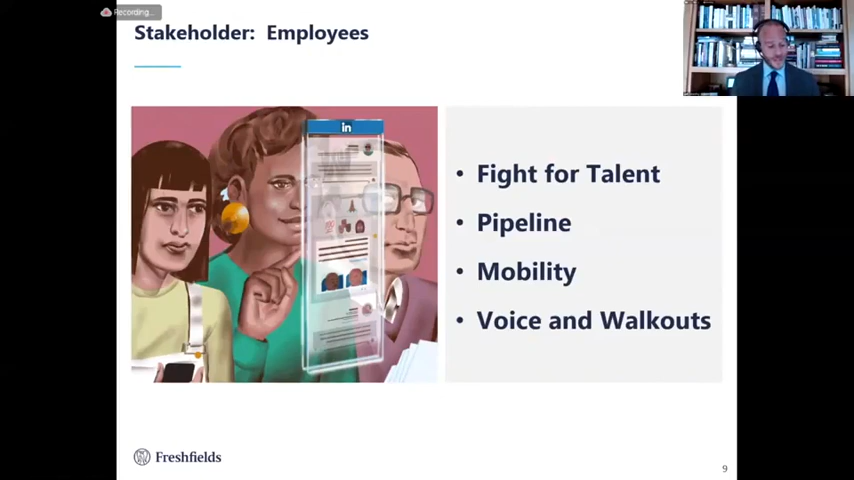 Recording...
Stakeholder: Employees
in
• Fight for Talent
• Pipeline
• Mobility
• Voice and Walkouts
Freshfields
9